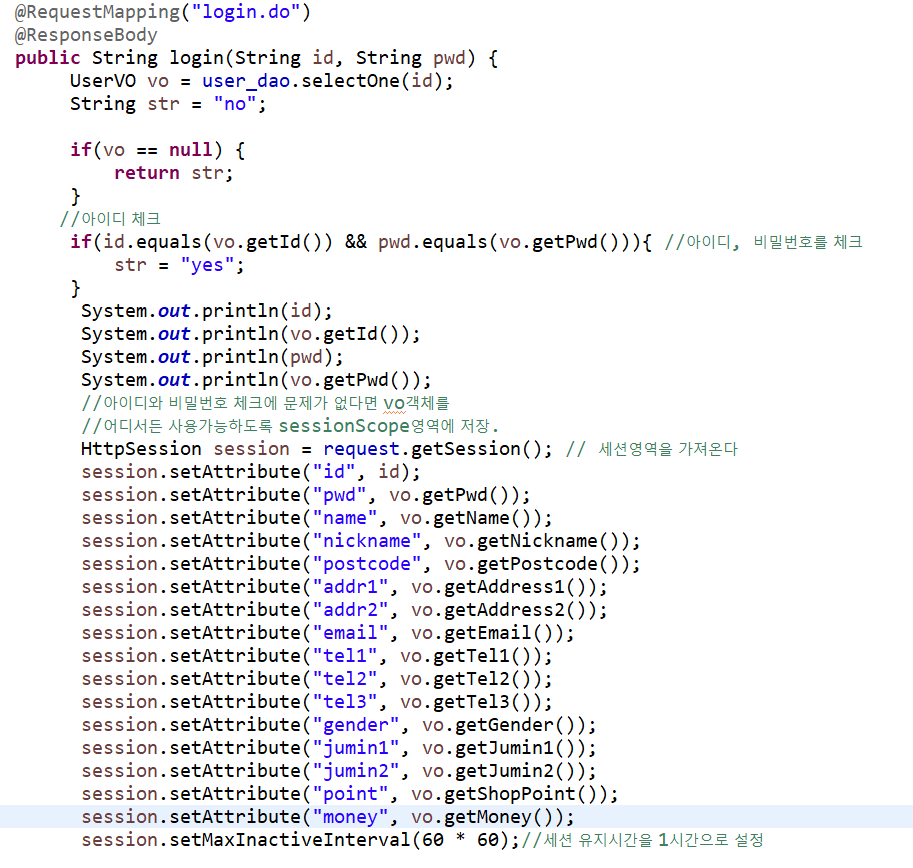 @RequestMapping("login.do")
@ResponseBody
public String login(String id, String pwd) {
UserVO vo = user_dao.selectOne(id);
String str = "no";
if(vo == null) {
return str;
}
//아이디 체크
if(id.equals(vo.getId()) && pwd.equals(vo.getPwd())){ //아이디, 비밀번호를 체크
str = "yes";
}
System.out.println(id);
System.out.println(vo.getId());
System.out.println(pwd);
System.out.println(vo.getPwd());
//아이디와 비밀번호 체크에 문제가 없다면 vo객체를
//어디서든 사용가능하도록 sessionScope영역에 저장.
HttpSession session = request.getSession(); // 세션영역을 가져온다
session.setAttribute("id", id);
session.setAttribute("pwd", vo.getPwd());
session.setAttribute("name", vo.getName());
session.setAttribute("nickname", vo.getNickname());
session.setAttribute("postcode", vo.getPostcode());
session.setAttribute("addr1", vo.getAddress1());
session.setAttribute("addr2", vo.getAddress2());
session.setAttribute("email", vo.getEmail());
session.setAttribute("tel1", vo.getTel1());
session.setAttribute("tel2", vo.getTel2());
session.setAttribute("tel3", vo.getTel3());
session.setAttribute("gender", vo.getGender());
session.setAttribute("jumin1", vo.getJumin1());
session.setAttribute("jumin2", vo.getJumin2());
session.setAttribute("point", vo.getShopPoint());
session.setAttribute("money", vo.getMoney());
session.setMaxInactiveInterval(60 * 60);//세션 유지시간을 1시간으로 설정